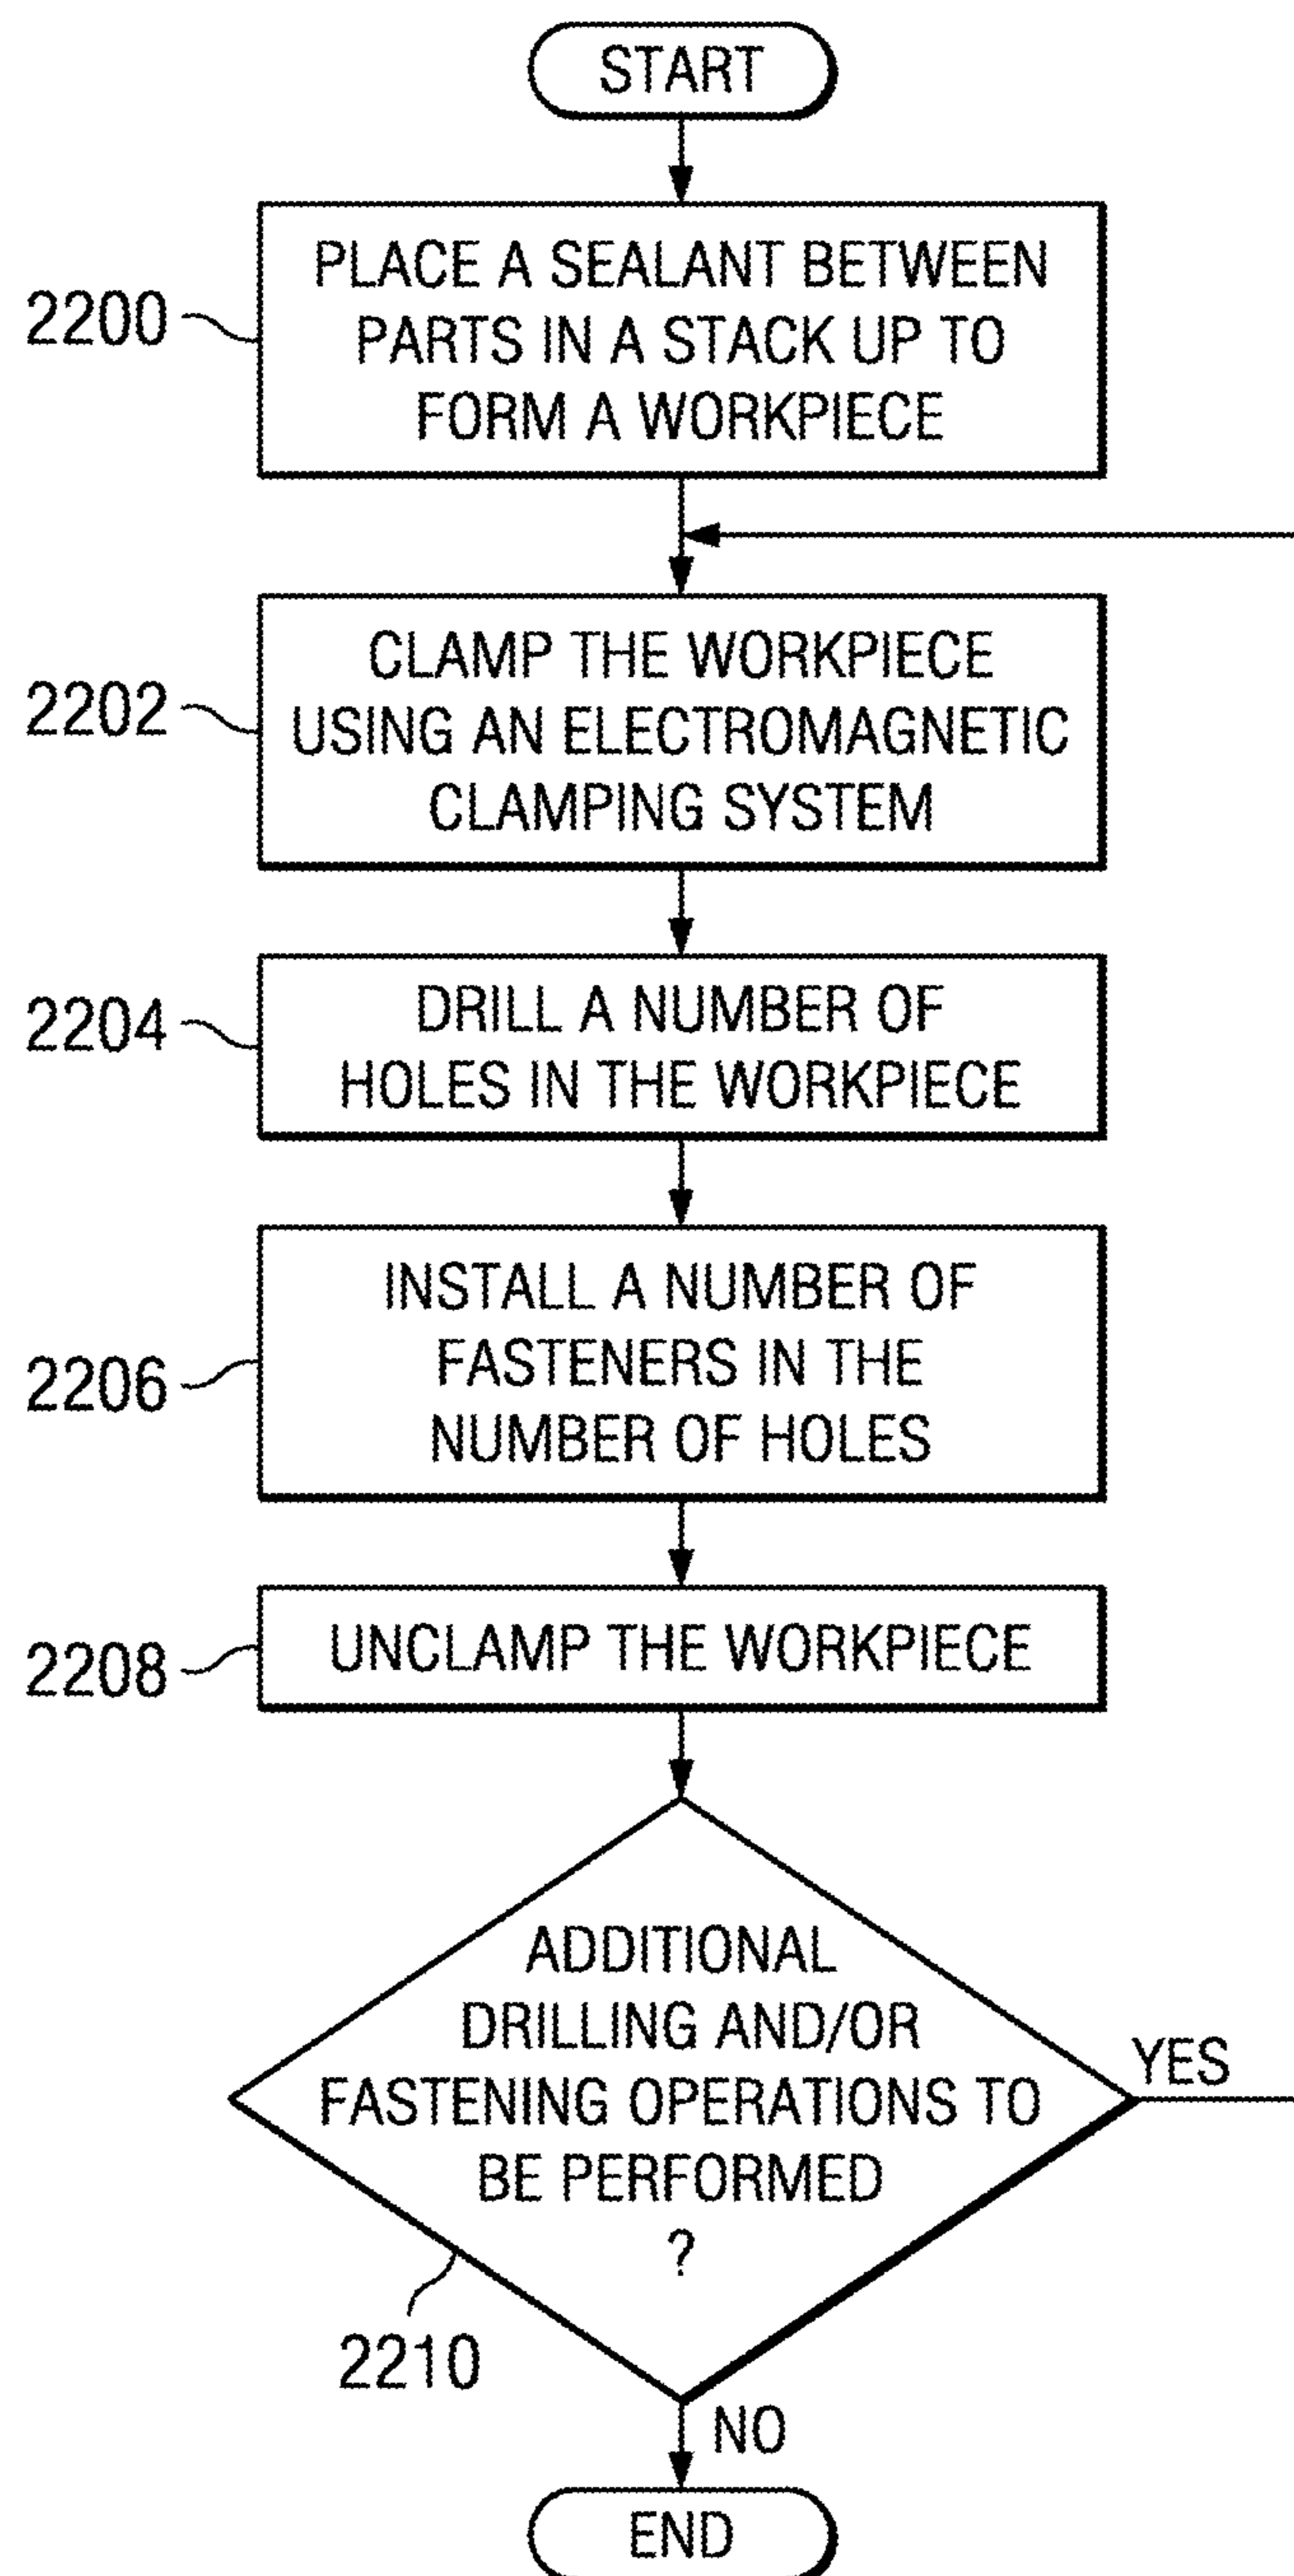 START
2200
PLACE A SEALANT BETWEEN
PARTS IN A STACK UP TO
FORM A WORKPIECE
2202
CLAMP THE WORKPIECE
USING AN ELECTROMAGNETIC
CLAMPING SYSTEM
2204
DRILL A NUMBER OF
HOLES IN THE WORKPIECE
2206
INSTALL A NUMBER OF
FASTENERS IN THE
NUMBER OF HOLES
2208
UNCLAMP THE WORKPIECE
ADDITIONAL
DRILLING AND/OR
FASTENING OPERATIONS TO
BE PERFORMED
?
YES
2210
NO
END